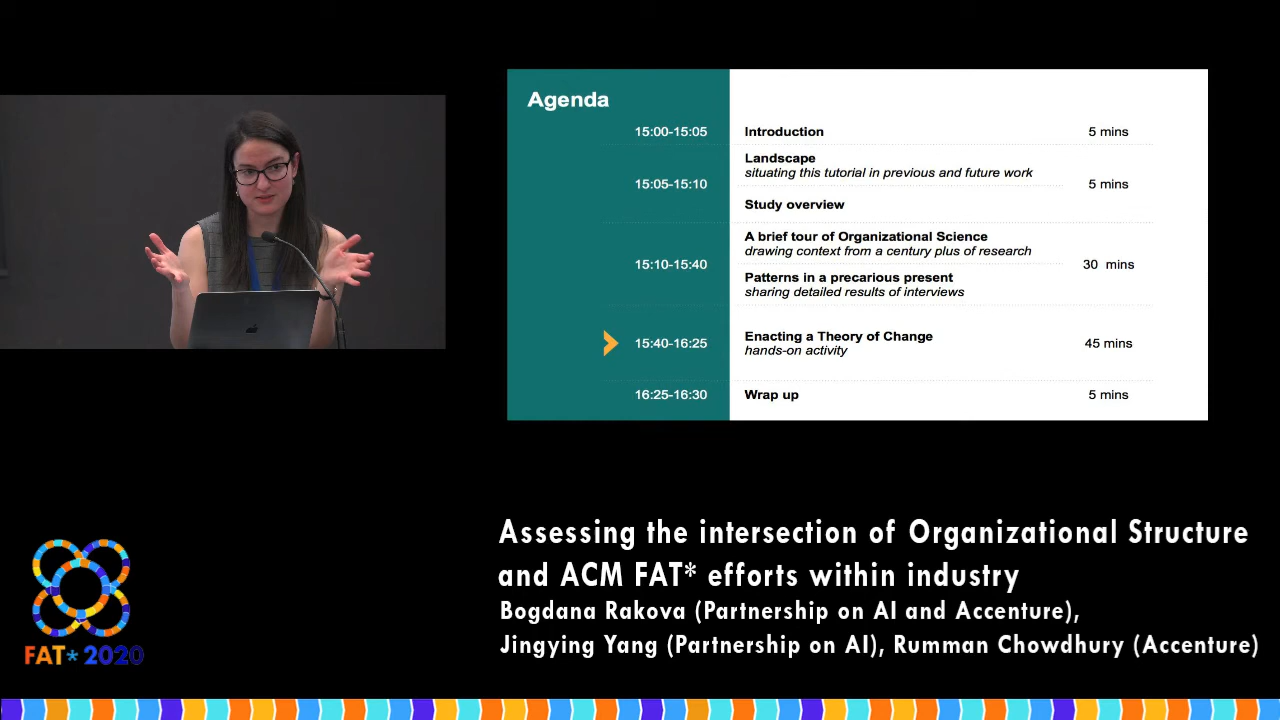 Agenda
15:00-15:05 Introduction 5 mins
Landscape
situating this tutorial in previous and future work
15:05-15:10 5 mins
Study overview
A brief tour of Organizational Science
drawing context from a century plus of research
15:10-15:40 30 mins
Patterns in a precarious present
sharing detailed results of interviews
Enacting a Theory of Change
15:40-16:25 45 mins
hands-on activity
16:25-16:30 Wrap up 5 mins
Assessing the intersection of Organizational Structure
and ACM FAT* efforts within industry
Bogdana Rakova (Partnership on AI and Accenture),
Jingying Yang (Partnership on AI), Rumman Chowdhury (Accenture)
FAT* 2020